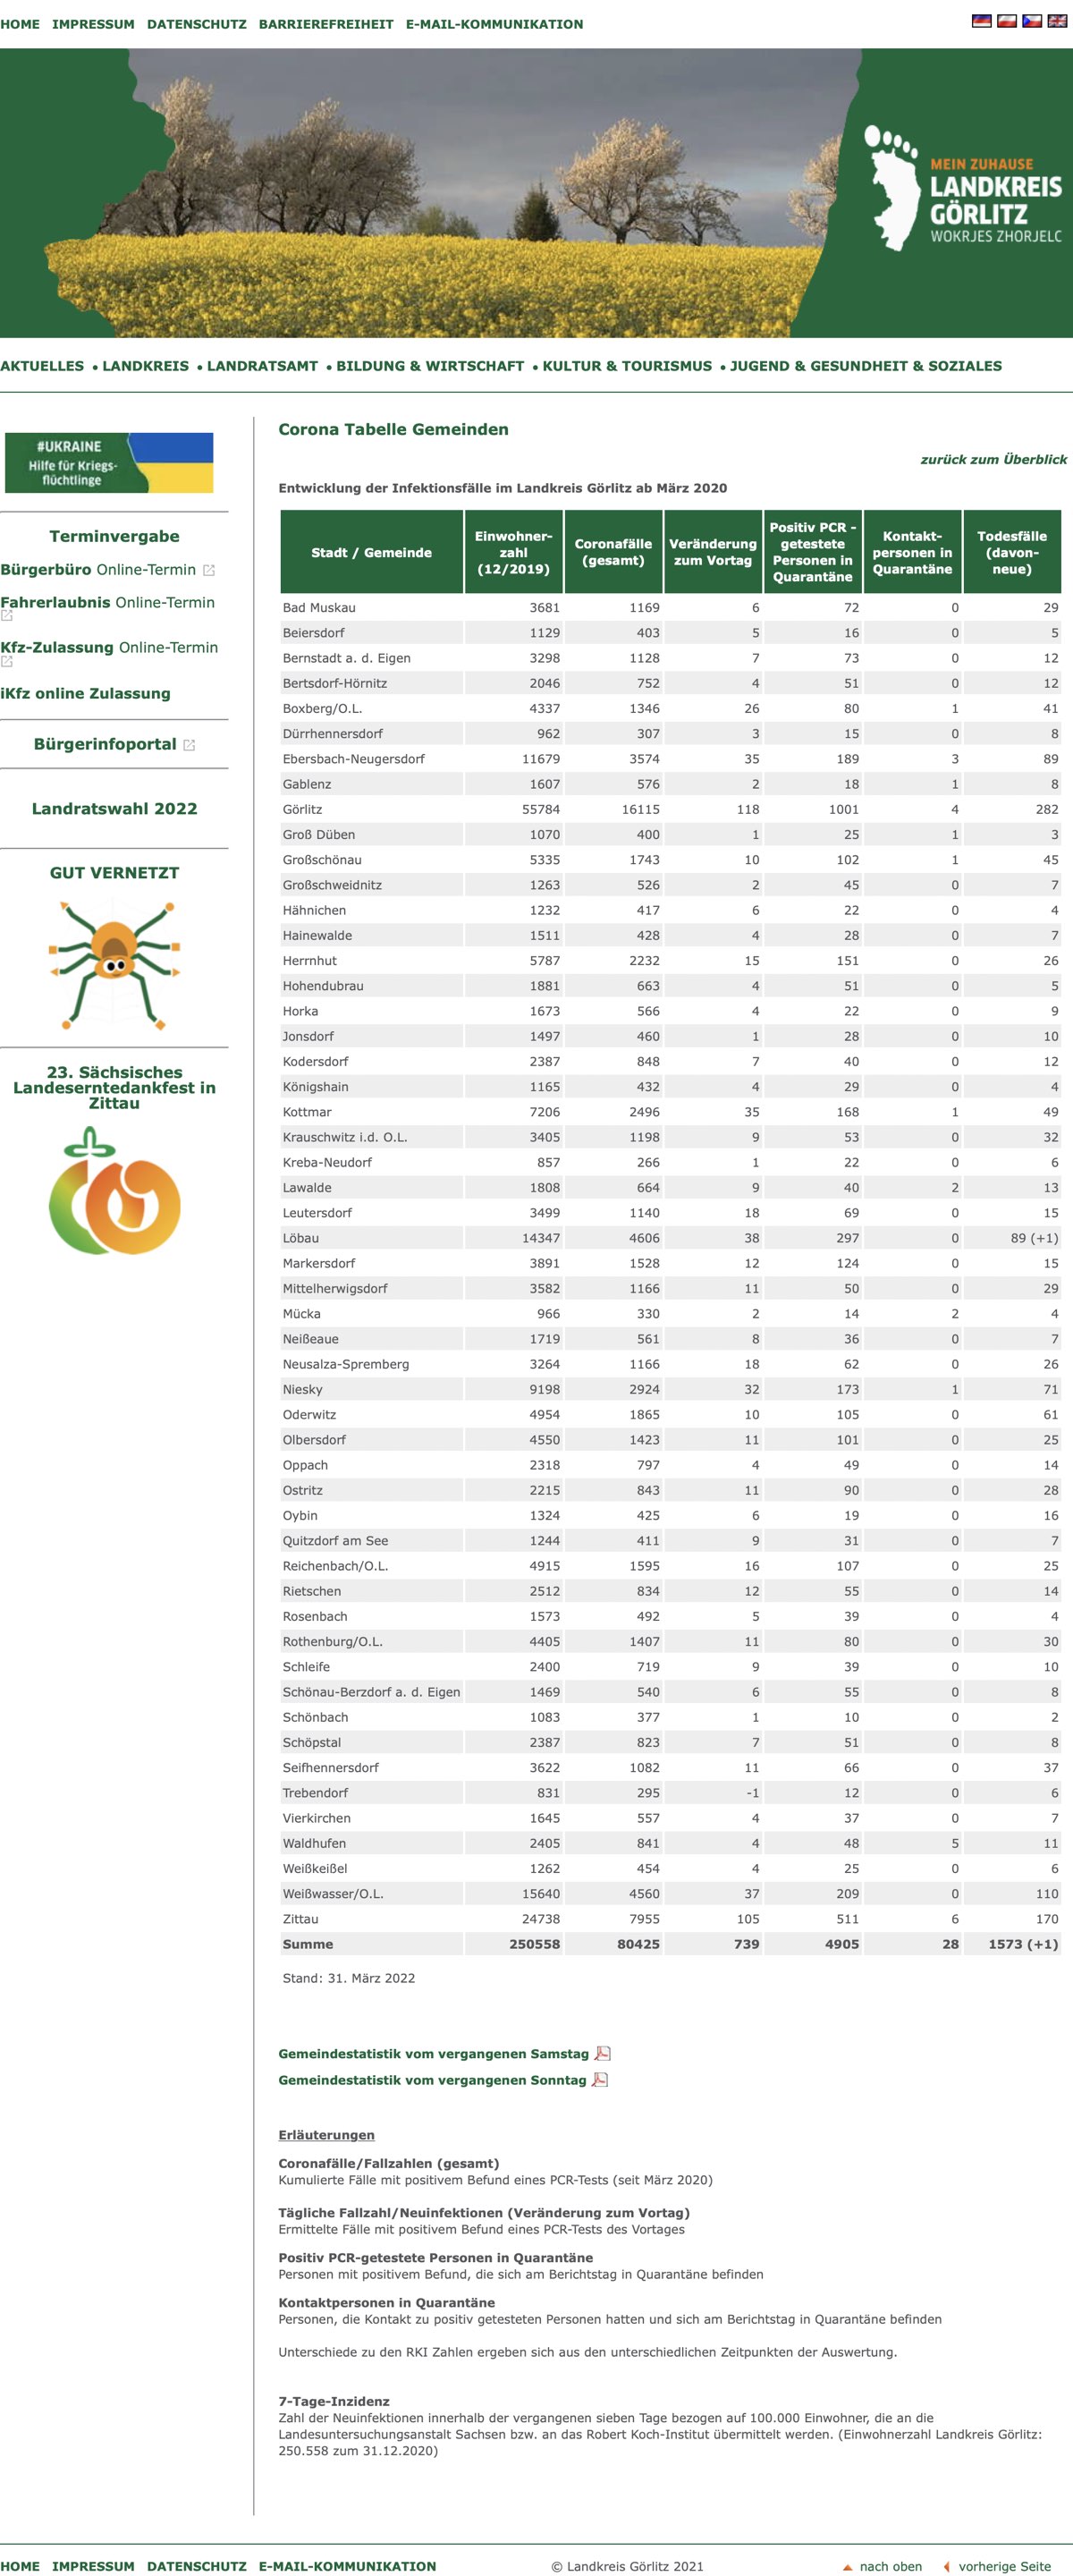 HOME IMPRESSUM DATENSCHUTZ BARRIEREFREIHEIT E-MAIL-KOMMUNIKATION
MEIN ZUHAUSE
LANDKREIS
GÖRLITZ
WOKRJES ZHORJELC
AKTUELLES • LANDKREIS • LANDRATSAMT • BILDUNG & WIRTSCHAFT • KULTUR & TOURISMUS • JUGEND & GESUNDHEIT & SOZIALES
#UKRAINE
Hilfe für Kriegs-
flüchtlinge
Terminvergabe
Bürgerbüro Online-Termin
Fahrerlaubnis Online-Termin
Kfz-Zulassung Online-Termin
iKfz online Zulassung
Bürgerinfoportal
Landratswahl 2022
GUT VERNETZT
23. Sächsisches
Landeserntedankfest in
Zittau
Corona Tabelle Gemeinden
zurück zum Überblick
Entwicklung der Infektionsfälle im Landkreis Görlitz ab März 2020
Stadt / Gemeinde Einwohner-zahl (12/2019) Coronafälle (gesamt) Veränderung zum Vortag Positiv PCR - getestete Personen in Quarantäne Kontakt-personen in Quarantäne Todesfälle (davon-neue)
Bad Muskau 3681 1169 6 72 0 29
Beiersdorf 1129 403 5 16 0 5
Bernstadt a. d. Eigen 3298 1128 7 73 0 12
Bertsdorf-Hörnitz 2046 752 4 51 0 12
Boxberg/O.L. 4337 1346 26 80 1 41
Dürrhennersdorf 962 307 3 15 0 8
Ebersbach-Neugersdorf 11679 3574 35 189 3 89
Gablenz 1607 576 2 18 1 8
Görlitz 55784 16115 118 1001 4 282
Groß Düben 1070 400 1 25 1 3
Großschönau 5335 1743 10 102 1 45
Großschweidnitz 1263 526 2 45 0 7
Hähnichen 1232 417 6 22 0 4
Hainewalde 1511 428 4 28 0 7
Herrnhut 5787 2232 15 151 0 26
Hohendubrau 1881 663 4 51 0 5
Horka 1673 566 4 22 0 9
Jonsdorf 1497 460 1 28 0 10
Kodersdorf 2387 848 7 40 0 12
Königshain 1165 432 4 29 0 4
Kottmar 7206 2496 35 168 1 49
Krauschwitz i.d. O.L. 3405 1198 9 53 0 32
Kreba-Neudorf 857 266 1 22 0 6
Lawalde 1808 664 9 40 2 13
Leutersdorf 3499 1140 18 69 0 15
Löbau 14347 4606 38 297 0 89 (+1)
Markersdorf 3891 1528 12 124 0 15
Mittelherwigsdorf 3582 1166 11 50 0 29
Mücka 966 330 2 14 2 4
Neißeaue 1719 561 8 36 0 7
Neusalza-Spremberg 3264 1166 18 62 0 26
Niesky 9198 2924 32 173 1 71
Oderwitz 4954 1865 10 105 0 61
Olbersdorf 4550 1423 11 101 0 25
Oppach 2318 797 4 49 0 14
Ostritz 2215 843 11 90 0 28
Oybin 1324 425 6 19 0 16
Quitzdorf am See 1244 411 9 31 0 7
Reichenbach/O.L. 4915 1595 16 107 0 25
Rietschen 2512 834 12 55 0 14
Rosenbach 1573 492 5 39 0 4
Rothenburg/O.L. 4405 1407 11 80 0 30
Schleife 2400 719 9 39 0 10
Schönau-Berzdorf a. d. Eigen 1469 540 6 55 0 8
Schönbach 1083 377 1 10 0 2
Schöpstal 2387 823 7 51 0 8
Seifhennersdorf 3622 1082 11 66 0 37
Trebendorf 831 295 -1 12 0 6
Vierkirchen 1645 557 4 37 0 7
Waldhufen 2405 841 4 48 5 11
Weißkeißel 1262 454 4 25 0 6
Weißwasser/O.L. 15640 4560 37 209 0 110
Zittau 24738 7955 105 511 6 170
Summe 250558 80425 739 4905 28 1573 (+1)
Stand: 31. März 2022
Gemeindestatistik vom vergangenen Samstag
Gemeindestatistik vom vergangenen Sonntag
Erläuterungen
Coronafälle/Fallzahlen (gesamt)
Kumulierte Fälle mit positivem Befund eines PCR-Tests (seit März 2020)
Tägliche Fallzahl/Neuinfektionen (Veränderung zum Vortag)
Ermittelte Fälle mit positivem Befund eines PCR-Tests des Vortages
Positiv PCR-getestete Personen in Quarantäne
Personen mit positivem Befund, die sich am Berichtstag in Quarantäne befinden
Kontaktpersonen in Quarantäne
Personen, die Kontakt zu positiv getesteten Personen hatten und sich am Berichtstag in Quarantäne befinden
Unterschiede zu den RKI Zahlen ergeben sich aus den unterschiedlichen Zeitpunkten der Auswertung.
7-Tage-Inzidenz
Zahl der Neuinfektionen innerhalb der vergangenen sieben Tage bezogen auf 100.000 Einwohner, die an die
Landesuntersuchungsanstalt Sachsen bzw. an das Robert Koch-Institut übermittelt werden. (Einwohnerzahl Landkreis Görlitz:
250.558 zum 31.12.2020)
HOME IMPRESSUM DATENSCHUTZ E-MAIL-KOMMUNIKATION © Landkreis Görlitz 2021 nach oben vorherige Seite